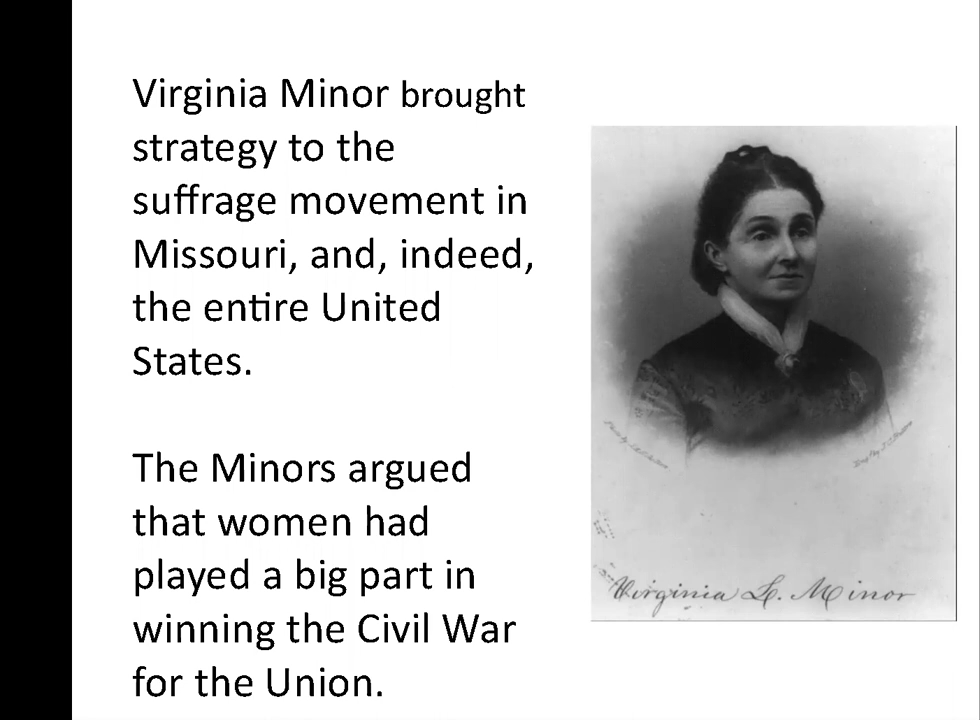 Virginia Minor brought
strategy to the
suffrage movement in
Missouri, and, indeed,
the entire United
States.
The Minors argued
that women had
played a big part in
winning the Civil War
for the Union.
Virginia L. Minor